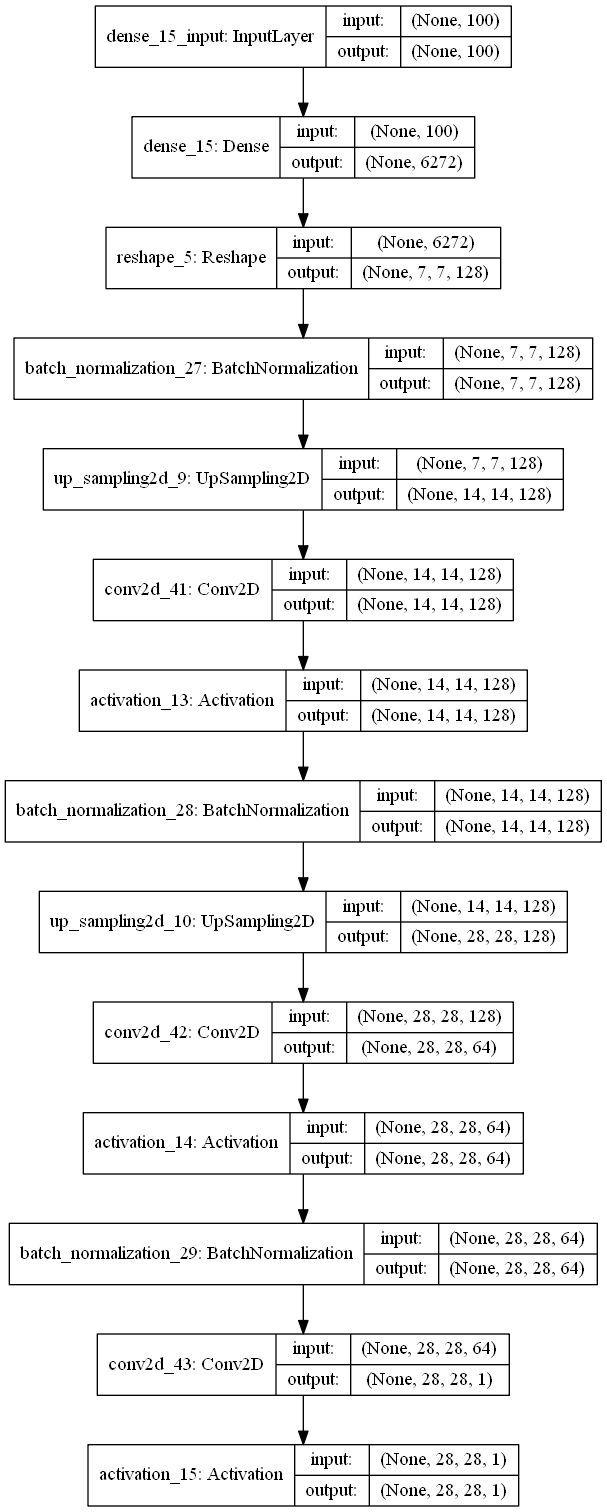 dense_15_input: InputLayer
input: (None, 100)
output: (None, 100)
dense_15: Dense
input: (None, 100)
output: (None, 6272)
reshape_5: Reshape
input: (None, 6272)
output: (None, 7, 7, 128)
batch_normalization_27: BatchNormalization
input: (None, 7, 7, 128)
output: (None, 7, 7, 128)
up_sampling2d_9: UpSampling2D
input: (None, 7, 7, 128)
output: (None, 14, 14, 128)
conv2d_41: Conv2D
input: (None, 14, 14, 128)
output: (None, 14, 14, 128)
activation_13: Activation
input: (None, 14, 14, 128)
output: (None, 14, 14, 128)
batch_normalization_28: BatchNormalization
input: (None, 14, 14, 128)
output: (None, 14, 14, 128)
up_sampling2d_10: UpSampling2D
input: (None, 14, 14, 128)
output: (None, 28, 28, 128)
conv2d_42: Conv2D
input: (None, 28, 28, 128)
output: (None, 28, 28, 64)
activation_14: Activation
input: (None, 28, 28, 64)
output: (None, 28, 28, 64)
batch_normalization_29: BatchNormalization
input: (None, 28, 28, 64)
output: (None, 28, 28, 64)
conv2d_43: Conv2D
input: (None, 28, 28, 64)
output: (None, 28, 28, 1)
activation_15: Activation
input: (None, 28, 28, 1)
output: (None, 28, 28, 1)